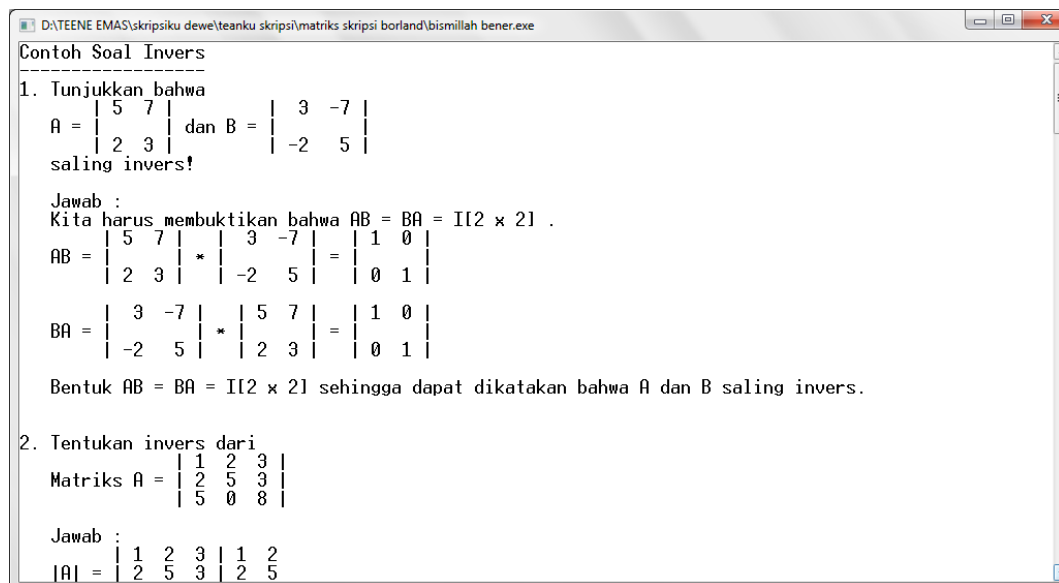 D:\TEENE EMAS\skripsiku dewe\teanku skripsi\matriks skripsi borland\bismillah bener.exe
Contoh Soal Invers
------------------
1. Tunjukkan bahwa
| 5 7 | | 3 -7 |
A = | | dan B = | |
| 2 3 | | -2 5 |
saling invers!
Jawab :
Kita harus membuktikan bahwa AB = BA = I[2 x 2] .
| 5 7 | | 3 -7 | | 1 0 |
AB = | | * | | = | |
| 2 3 | | -2 5 | | 0 1 |
| 3 -7 | | 5 7 | | 1 0 |
BA = | | * | | = | |
| -2 5 | | 2 3 | | 0 1 |
Bentuk AB = BA = I[2 x 2] sehingga dapat dikatakan bahwa A dan B saling invers.
2. Tentukan invers dari
| 1 2 3 |
Matriks A = | 2 5 3 |
| 5 0 8 |
Jawab :
| 1 2 3 | 1 2
|A| = | 2 5 3 | 2 5